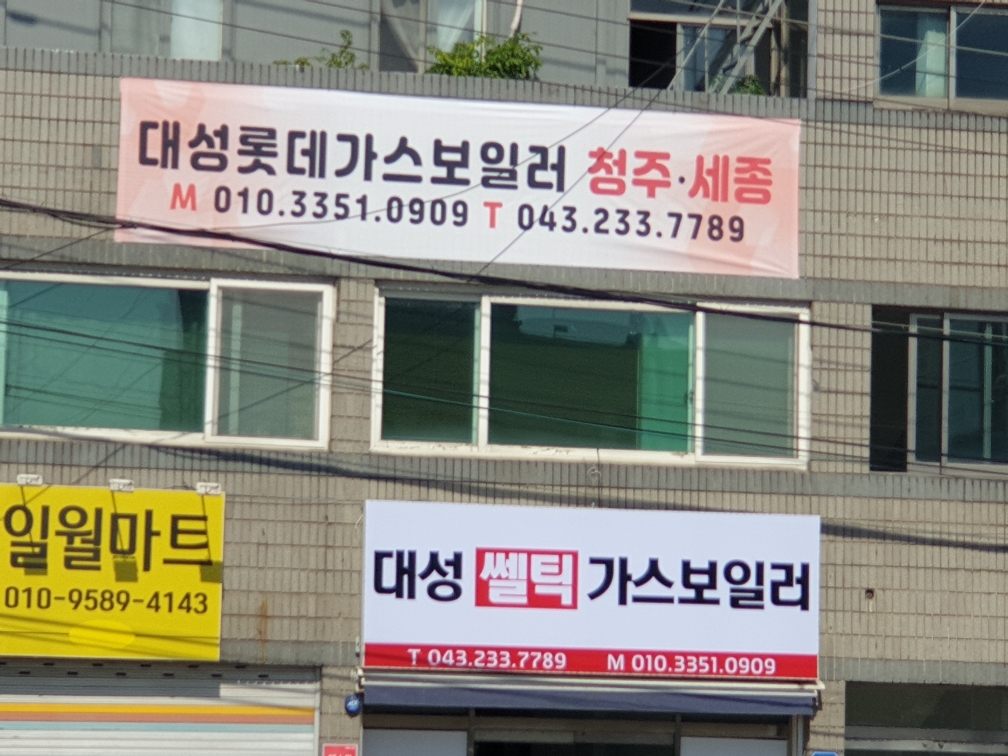 대성롯데가스보일러 청주·세종
M 010.3351.0909 T 043.233.7789
일월마트
010-9589-4143
대성 쎌틱 가스보일러
T 043.233.7789 M 010.3351.0909